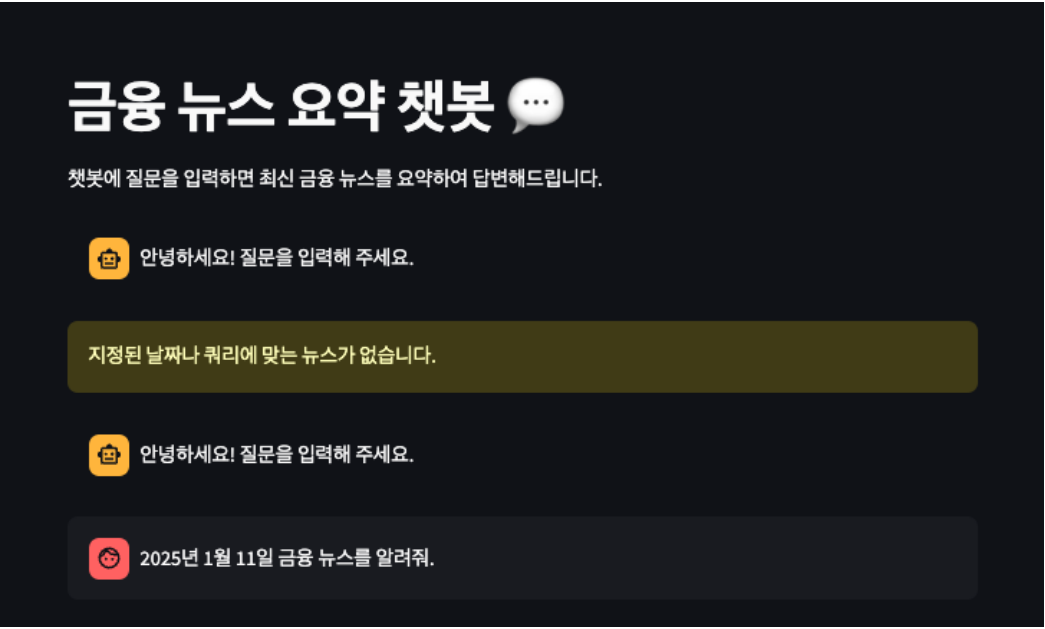 금융 뉴스 요약 챗봇 💬
챗봇에 질문을 입력하면 최신 금융 뉴스를 요약하여 답변해드립니다.
안녕하세요! 질문을 입력해 주세요.
지정된 날짜나 쿼리에 맞는 뉴스가 없습니다.
안녕하세요! 질문을 입력해 주세요.
2025년 1월 11일 금융 뉴스를 알려줘.